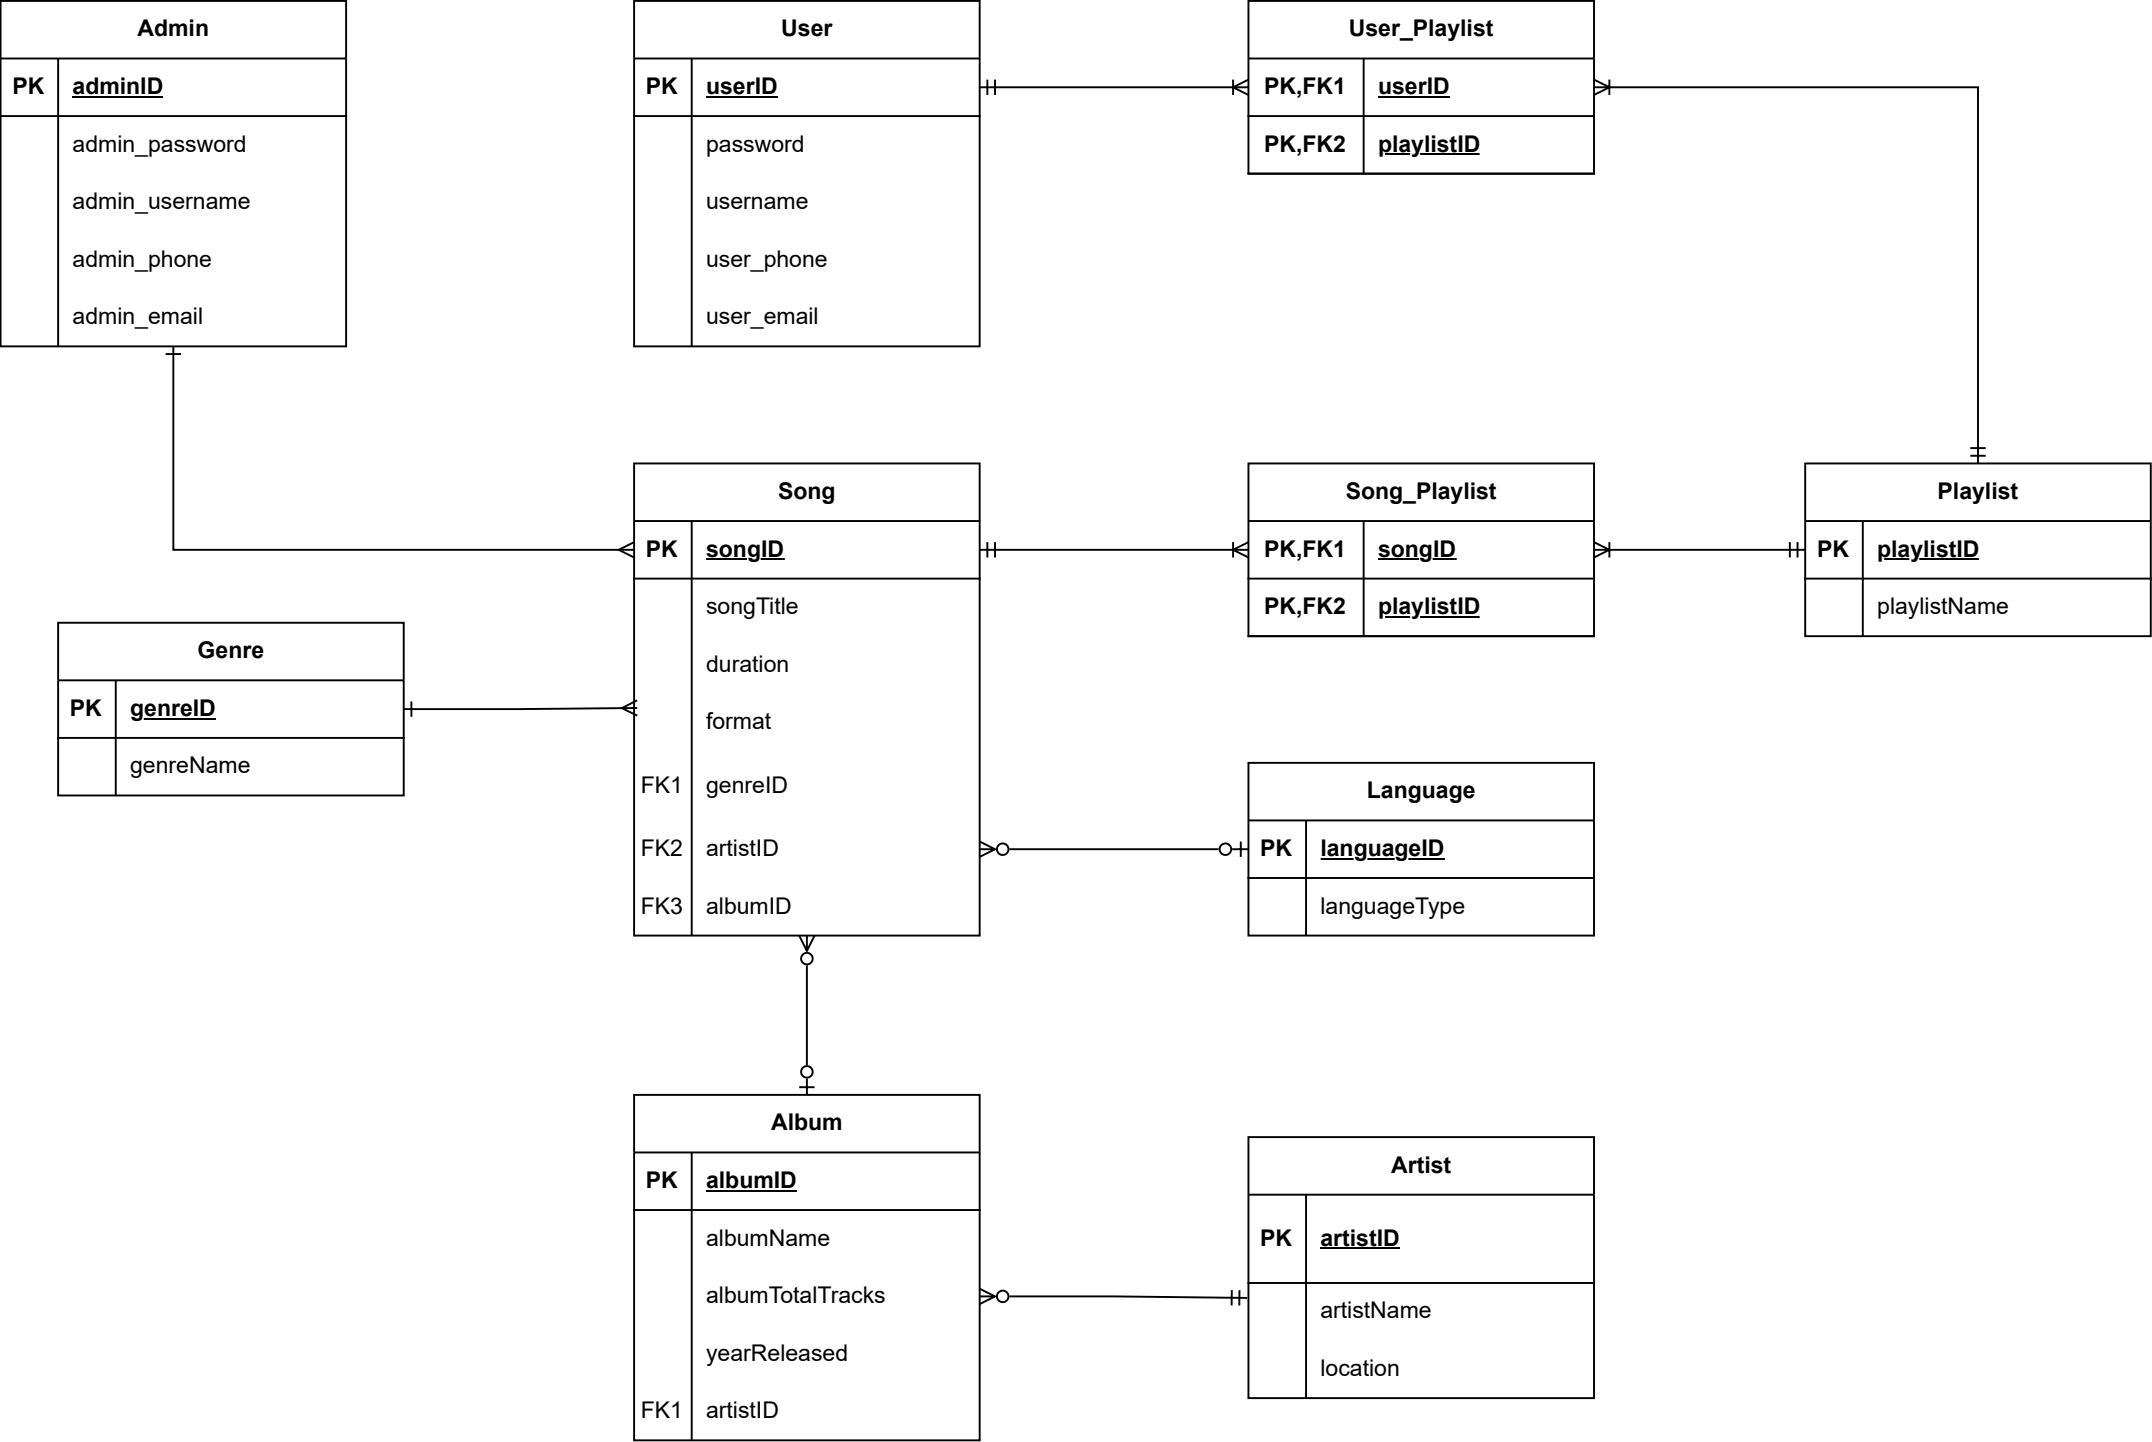 Admin
PK adminID
admin_password
admin_username
admin_phone
admin_email
User
PK userID
password
username
user_phone
user_email
User_Playlist
PK,FK1 userID
PK,FK2 playlistID
Song
PK songID
songTitle
duration
format
FK1 genreID
FK2 artistID
FK3 albumID
Song_Playlist
PK,FK1 songID
PK,FK2 playlistID
Playlist
PK playlistID
playlistName
Genre
PK genreID
genreName
Language
PK languageID
languageType
Album
PK albumID
albumName
albumTotalTracks
yearReleased
FK1 artistID
Artist
PK artistID
artistName
location